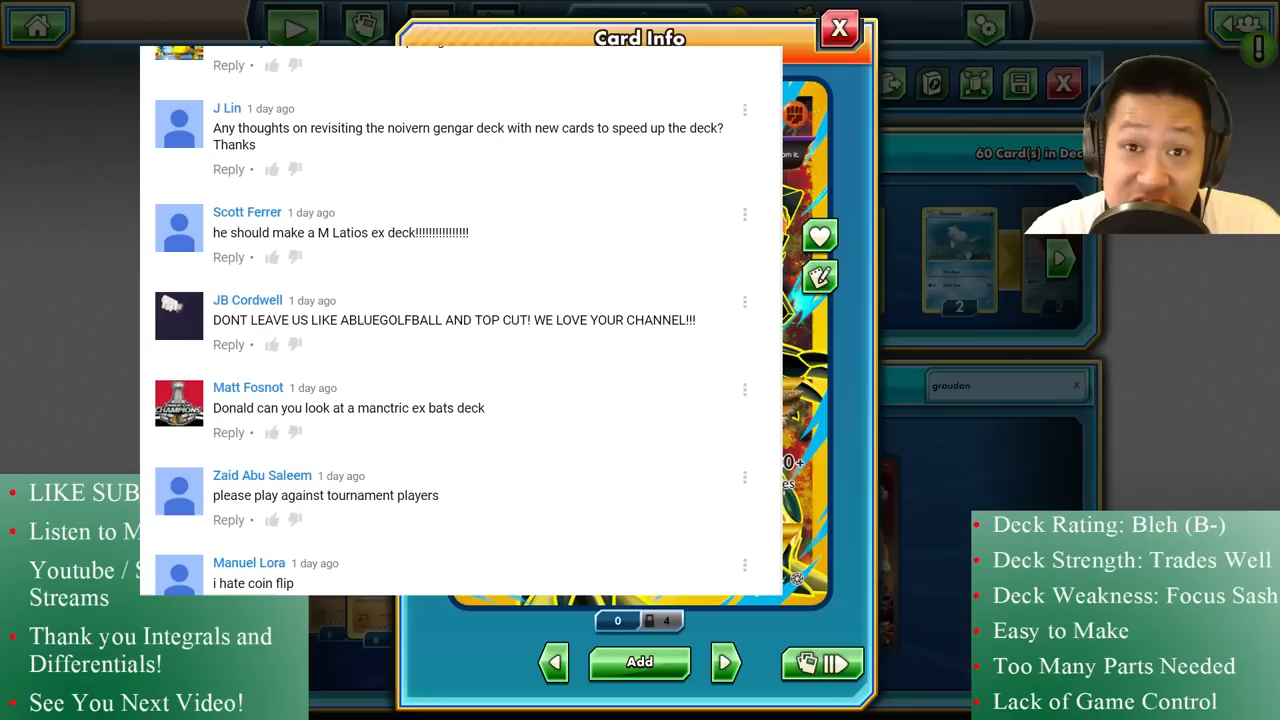 Card Info
Reply •
J Lin 1 day ago
Any thoughts on revisiting the noivern gengar deck with new cards to speed up the deck?
Thanks
Reply •
Scott Ferrer 1 day ago
he should make a M Latios ex deck!!!!!!!!!!!!!!!!
Reply •
JB Cordwell 1 day ago
DONT LEAVE US LIKE ABLUEGOLFBALL AND TOP CUT! WE LOVE YOUR CHANNEL!!!
Reply •
Matt Fosnot 1 day ago
Donald can you look at a manctric ex bats deck
Reply •
Zaid Abu Saleem 1 day ago
please play against tournament players
Reply •
Manuel Lora 1 day ago
i hate coin flip
60 Card(s) in Dec
2
groudon
0+
0
4
Add
0
0
• LIKE SUB
• Listen to M
Youtube / S
Streams
• Thank you Integrals and
Differentials!
• See You Next Video!
• Deck Rating: Bleh (B-)
• Deck Strength: Trades Well
• Deck Weakness: Focus Sash
• Easy to Make
• Too Many Parts Needed
• Lack of Game Control